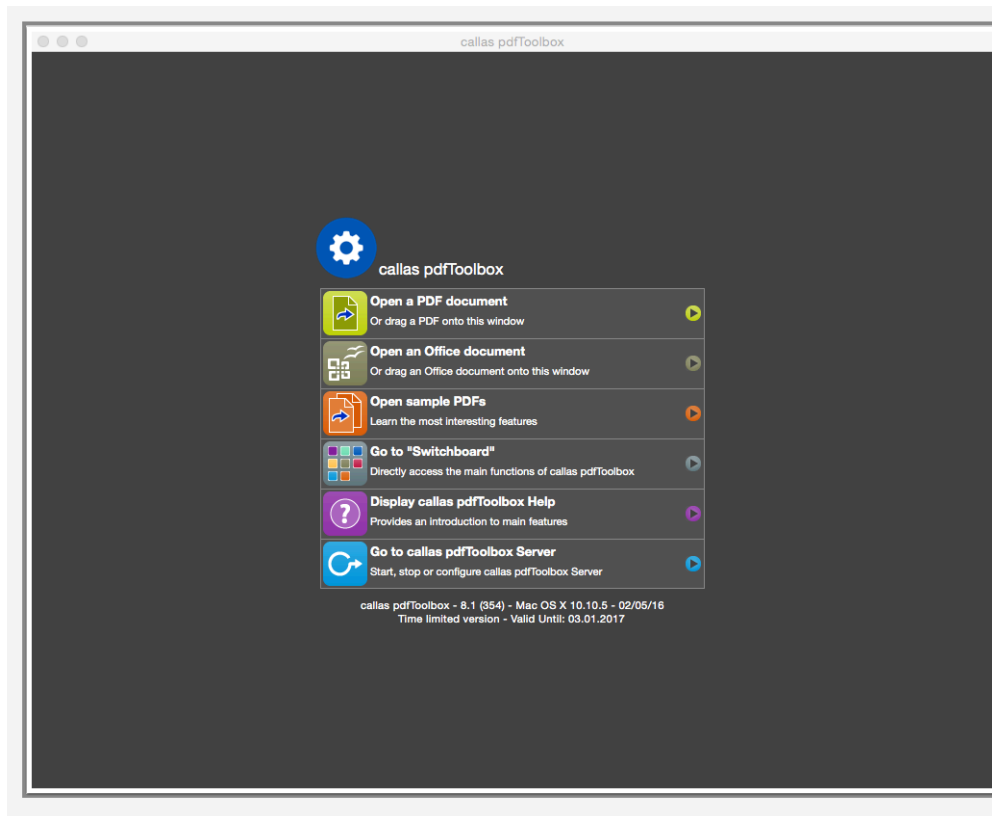 callas pdfToolbox
callas pdfToolbox
Open a PDF document
Or drag a PDF onto this window
Open an Office document
Or drag an Office document onto this window
Open sample PDFs
Learn the most interesting features
Go to "Switchboard"
Directly access the main functions of callas pdfToolbox
Display callas pdfToolbox Help
Provides an introduction to main features
Go to callas pdfToolbox Server
Start, stop or configure callas pdfToolbox Server
callas pdfToolbox - 8.1 (354) - Mac OS X 10.10.5 - 02/05/16
Time limited version - Valid Until: 03.01.2017